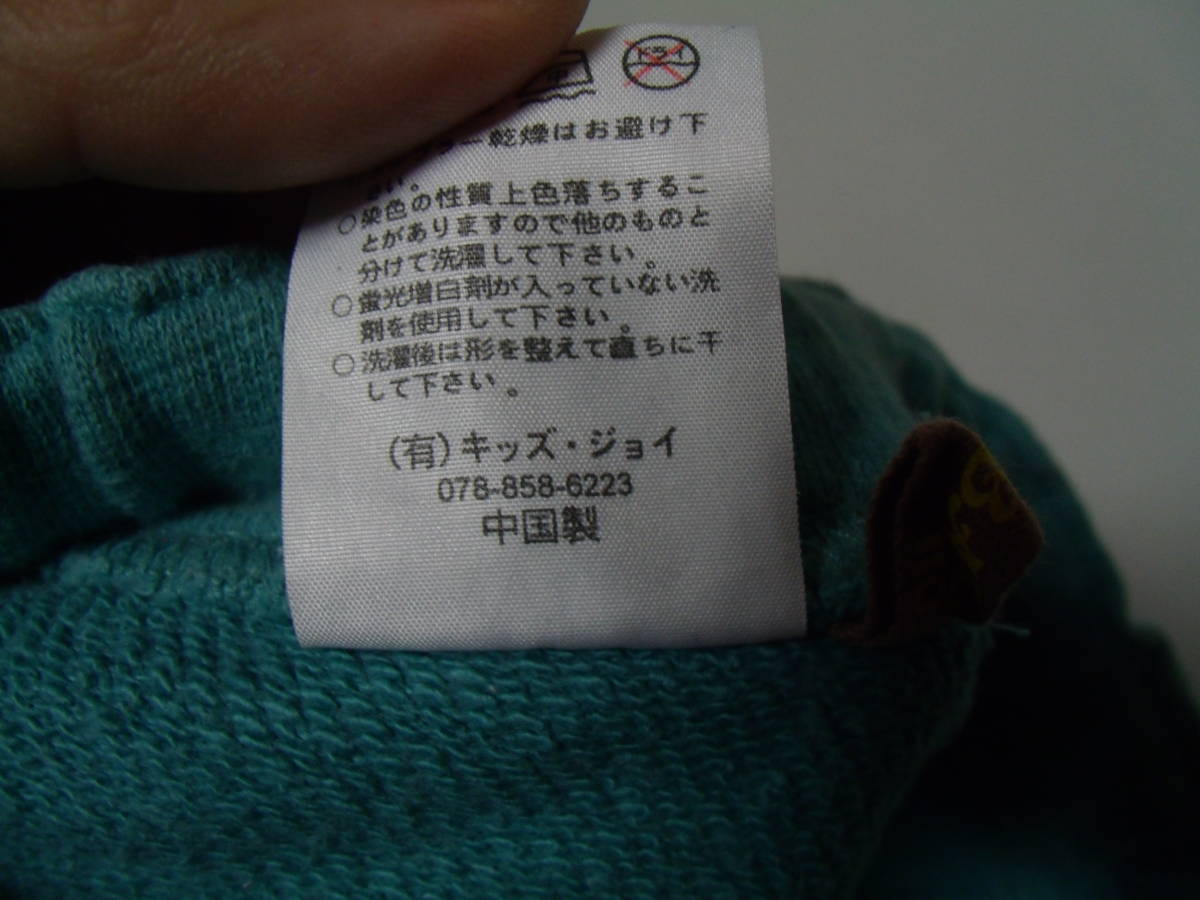 ドライ
ー乾燥はお避け下
さい。
○染色の性質上色落ちするこ
とがありますので他のものと
分けて洗濯して下さい。
○蛍光増白剤が入っていない洗
剤を使用して下さい。
○洗濯後は形を整えて直ちに干
して下さい。
(有)キッズ・ジョイ
078-858-6223
中国製